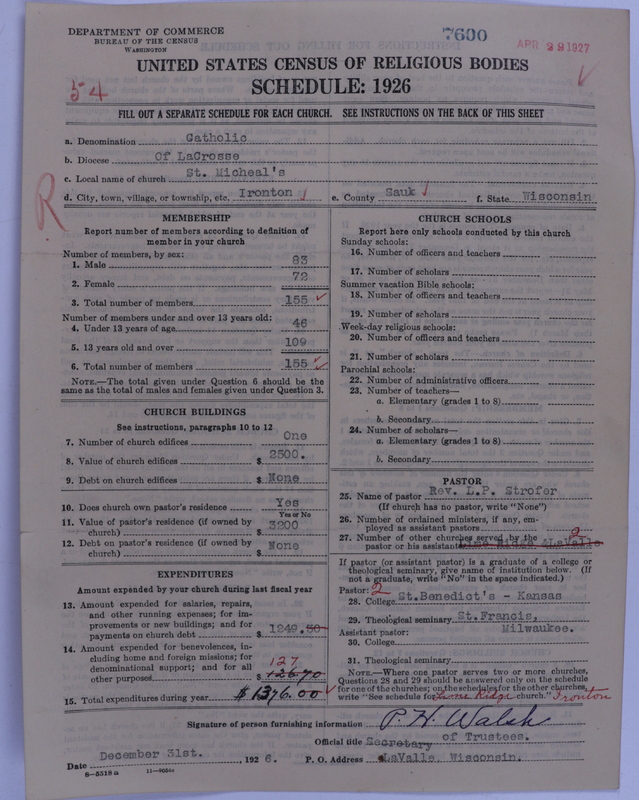 DEPARTMENT OF COMMERCE
BUREAU OF THE CENSUS
WASHINGTON
7600
APR 29 1927
54
UNITED STATES CENSUS OF RELIGIOUS BODIES
SCHEDULE: 1926
FILL OUT A SEPARATE SCHEDULE FOR EACH CHURCH. SEE INSTRUCTIONS ON THE BACK OF THIS SHEET
a. Denomination Catholic
b. Diocese Of LaCrosse
c. Local name of church St. Micheal's
d. City, town, village, or township, etc. Ironton e. County Sauk f. State Wisconsin
R
MEMBERSHIP
Report number of members according to definition of
member in your church
Number of members, by sex:
1. Male 83
2. Female 72
3. Total number of members 155
Number of members under and over 13 years old:
4. Under 13 years of age 46
5. 13 years old and over 109
6. Total number of members 155
NOTE.—The total given under Question 6 should be
same as the total of males and females given under Question 3.
CHURCH BUILDINGS
See instructions, paragraphs 10 to 12
7. Number of church edifices One
8. Value of church edifices $ 2500.
9. Debt on church edifices $ None
10. Does church own pastor's residence? Yes
Yes or No
11. Value of pastor's residence (if owned by
church) $ 3200
12. Debt on pastor's residence (if owned by
church) $ None
EXPENDITURES
Amount expended by your church during last fiscal year
13. Amount expended for salaries, repairs,
and other running expenses; for im-
provements or new buildings; and for
payments on church debt $ 1249.30
14. Amount expended for benevolences, in-
cluding home and foreign missions; for
denominational support; and for all
other purposes $ 126.70
127
15. Total expenditures during year $ 1376.00
CHURCH SCHOOLS
Report here only schools conducted by this church
Sunday schools:
16. Number of officers and teachers
17. Number of scholars
Summer vacation Bible schools:
18. Number of officers and teachers
19. Number of scholars
Week-day religious schools:
20. Number of officers and teachers
21. Number of scholars
Parochial schools:
22. Number of administrative officers
23. Number of teachers—
a. Elementary (grades 1 to 8)
b. Secondary
24. Number of scholars—
a. Elementary (grades 1 to 8)
b. Secondary
PASTOR
25. Name of pastor Rev. L.P. Strofer
(If church has no pastor, write "None")
26. Number of ordained ministers, if any, em-
ployed as assistant pastors
27. Number of other churches served by the 2
pastor or his assistant Ridge &LaValle
If pastor (or assistant pastor) is a graduate of a college or
theological seminary, give name of institution below. (If
not a graduate, write "No" in the space indicated.)
Pastor: 2
28. College St.Benedict's - Kansas
29. Theological seminary St.Francis,
Assistant pastor: Milwaukee.
30. College
31. Theological seminary
NOTE.—Where one pastor serves two or more churches,
Questions 28 and 29 should be answered only on the schedule
for one of the churches; on the schedules for the other churches,
write "See schedule for Lime Ridge church." Ironton
Signature of person furnishing information P. H. Walsh
Official title Secretary of Trustees.
Date December 31st. , 1926. P. O. Address LaValle, Wisconsin.
8-5518 a